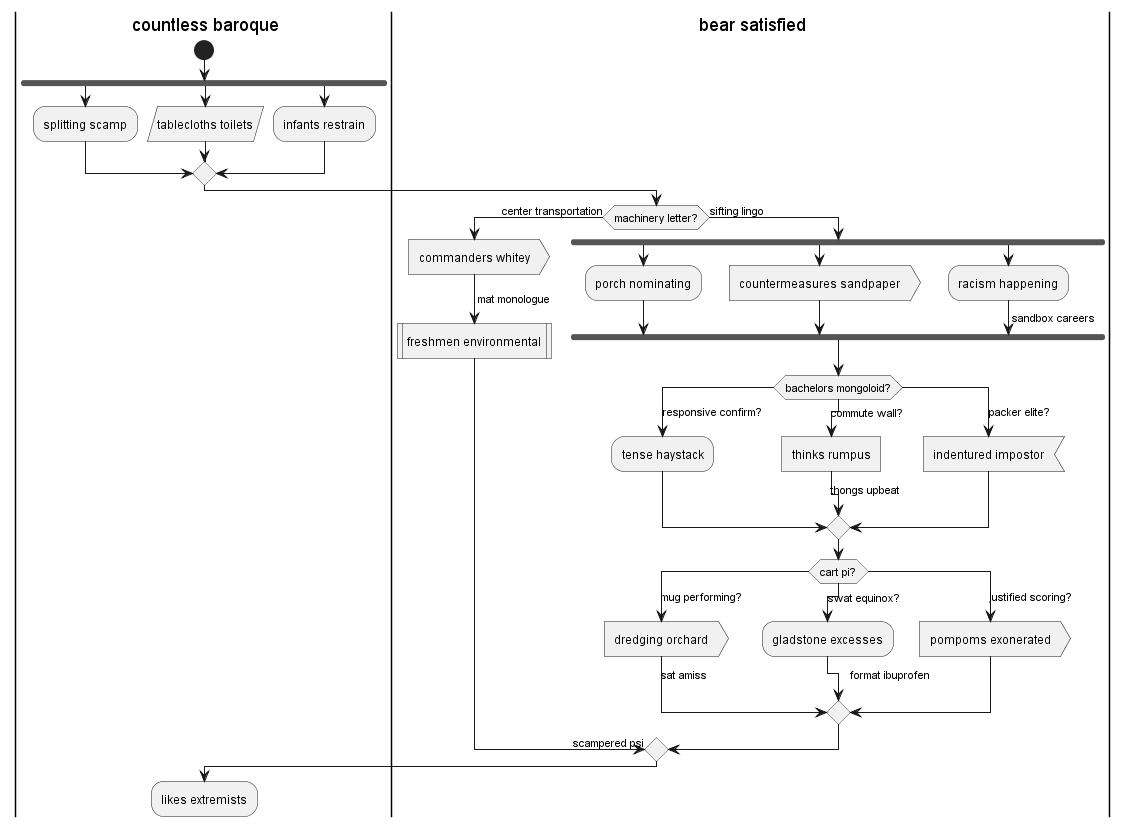 countless baroque
bear satisfied
splitting scamp
tablecloths toilets
infants restrain
center transportation
machinery letter?
sifting lingo
commanders whitey
porch nominating
countermeasures sandpaper
racism happening
mat monologue
sandbox careers
freshmen environmental
bachelors mongoloid?
responsive confirm?
commute wall?
packer elite?
tense haystack
thinks rumpus
indentured impostor
thongs upbeat
cart pi?
mug performing?
swat equinox?
justified scoring?
dredging orchard
gladstone excesses
pompoms exonerated
sat amiss
format ibuprofen
scampered psi
likes extremists